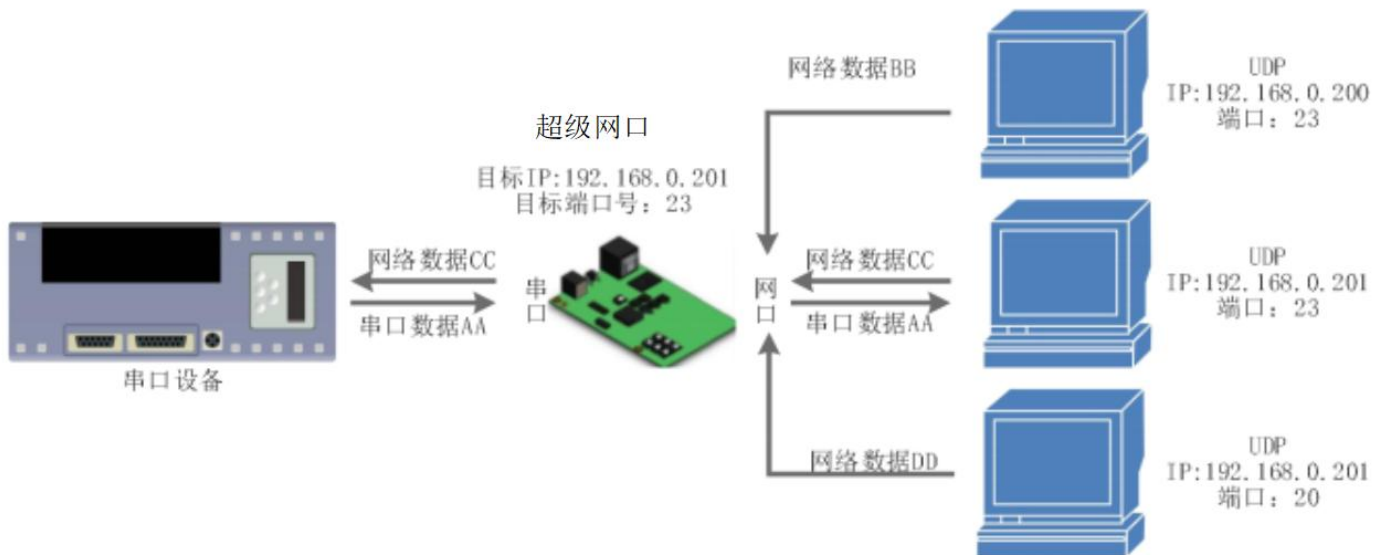 网络数据BB
UDP
IP:192.168.0.200
端口：23
超级网口
目标IP:192.168.0.201
目标端口号：23
网络数据CC
串口数据AA
串口设备
串口
网口
网络数据CC
串口数据AA
UDP
IP:192.168.0.201
端口：23
网络数据DD
UDP
IP:192.168.0.201
端口：20